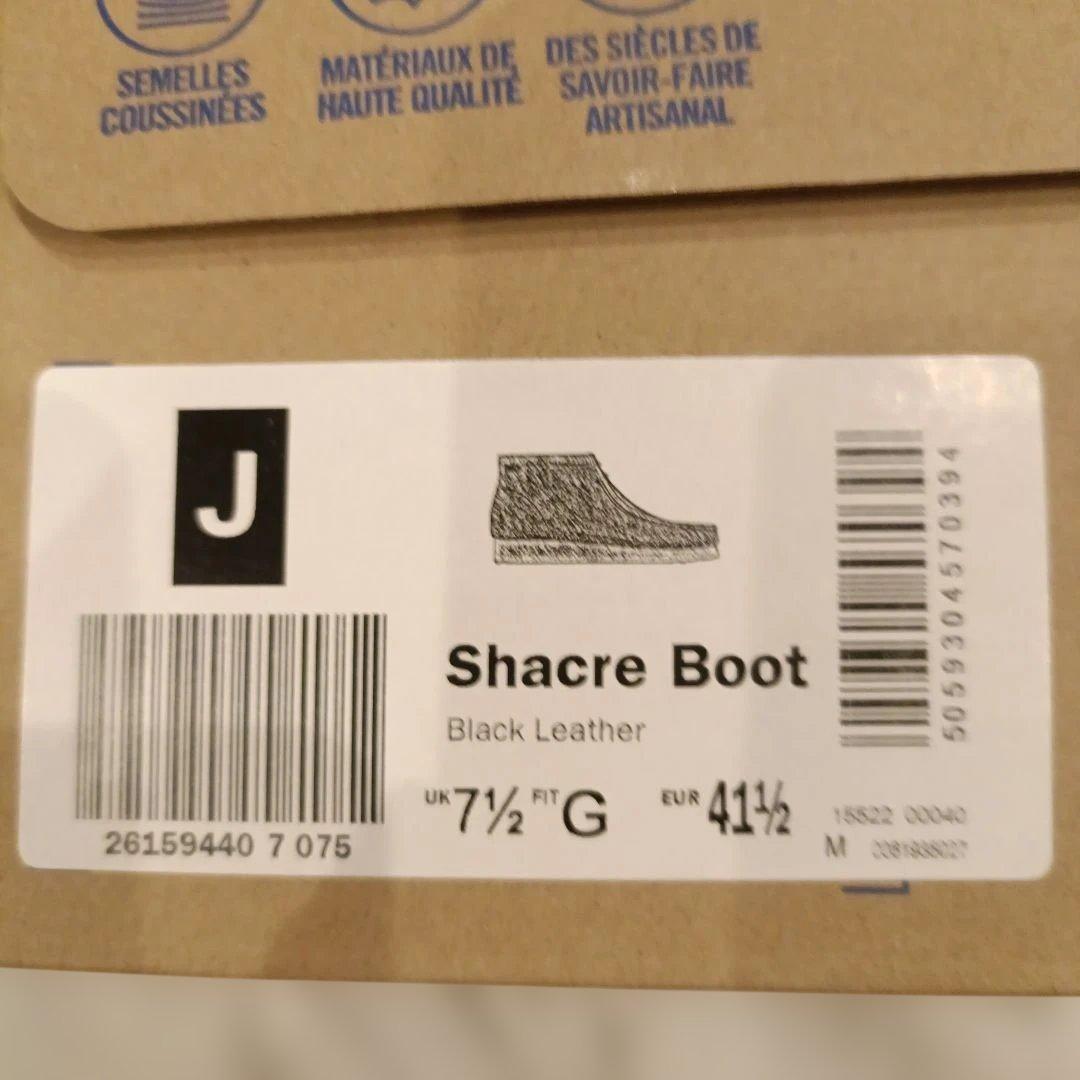 SEMELLES
COUSSINÉES
MATÉRIAUX DE
HAUTE QUALITÉ
DES SIÈCLES DE
SAVOIR-FAIRE
ARTISANAL
J
26159440 7 075
Shacre Boot
Black Leather
UK 7½ FIT G EUR 41½
5059304570394
15522 00040
M